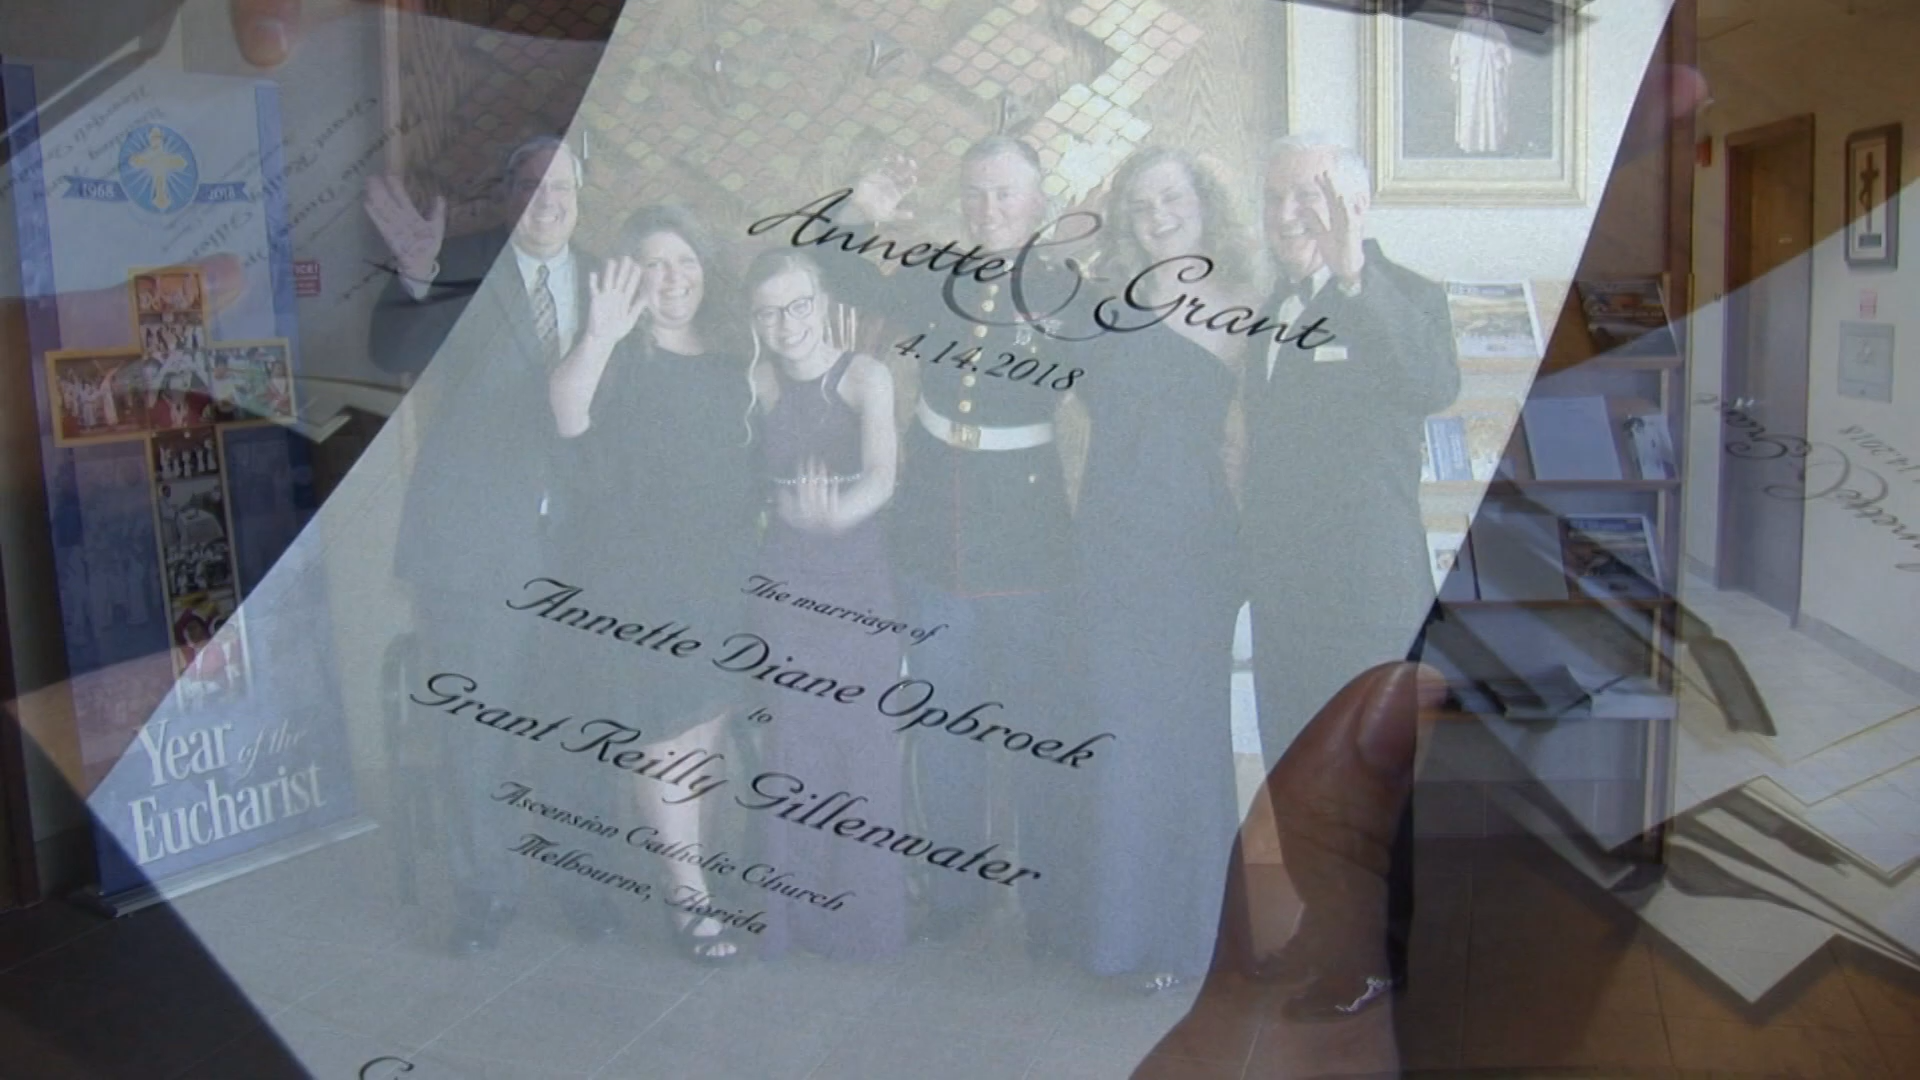 1968 2018
Annette & Grant
4.14.2018
The marriage of
Annette Diane Opbroek
to
Grant Reilly Gillenwater
Ascension Catholic Church
Melbourne, Florida
Year of the
Eucharist